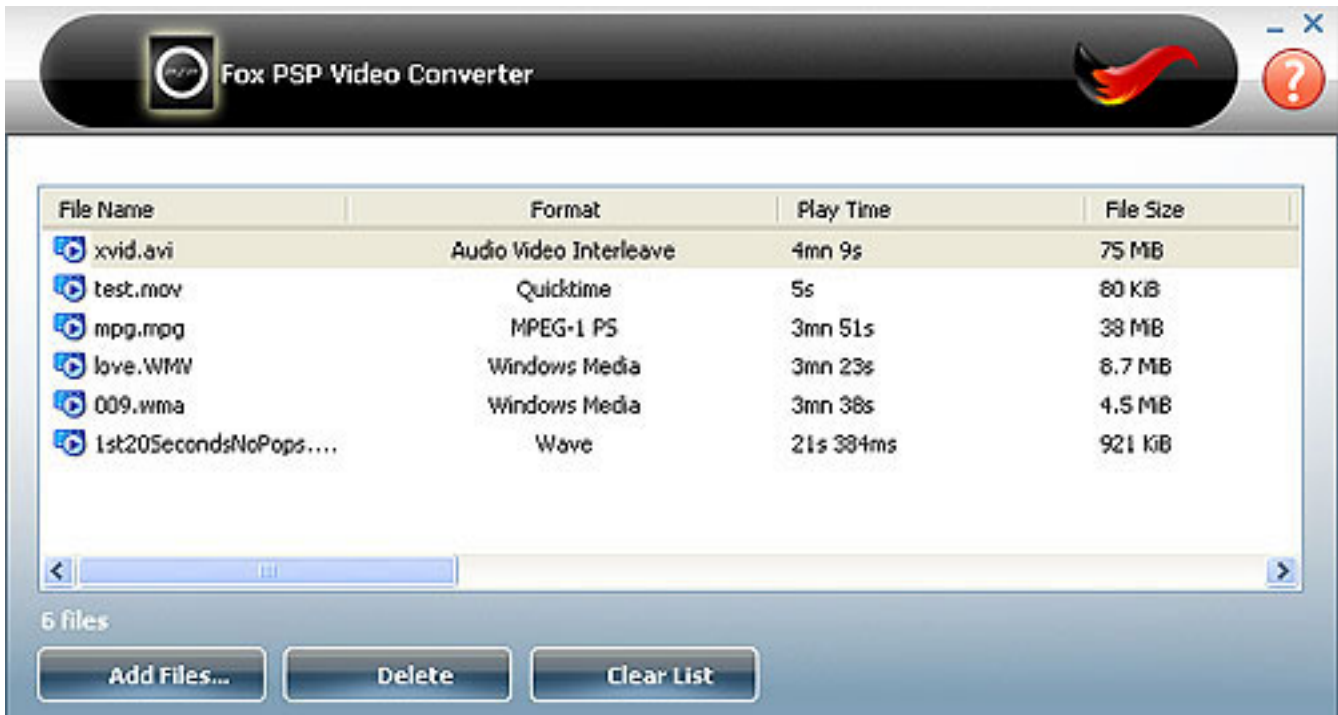 Fox PSP Video Converter
File Name Format Play Time File Size
xvid.avi Audio Video Interleave 4mn 9s 75 MiB
test.mov Quicktime 5s 80 KiB
mpg.mpg MPEG-1 PS 3mn 51s 38 MiB
love.WMV Windows Media 3mn 23s 8.7 MiB
009.wma Windows Media 3mn 38s 4.5 MiB
1st20SecondsNoPops.... Wave 21s 384ms 921 KiB
6 files
Add Files... Delete Clear List